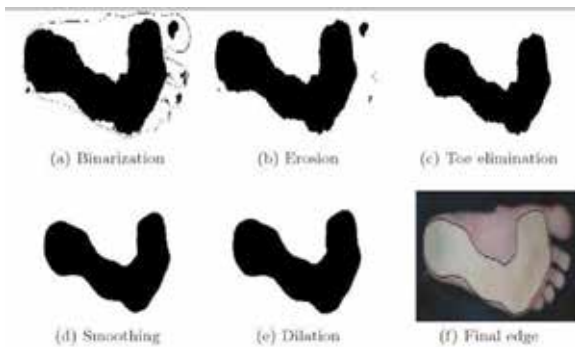 (a) Binarization
(b) Erosion
(c) Toe elimination
(d) Smoothing
(e) Dilation
(f) Final edge